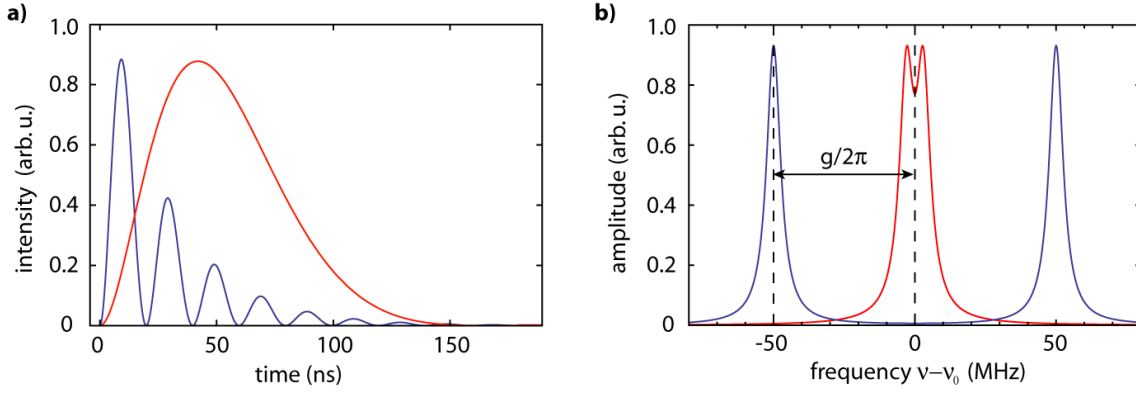 a)
1.0
0.8
0.6
0.4
0.2
0
intensity (arb. u.)
0
50
100
150
time (ns)
b)
1.0
0.8
0.6
0.4
0.2
0
amplitude (arb. u.)
g/2π
-50
0
50
frequency ν−ν₀ (MHz)